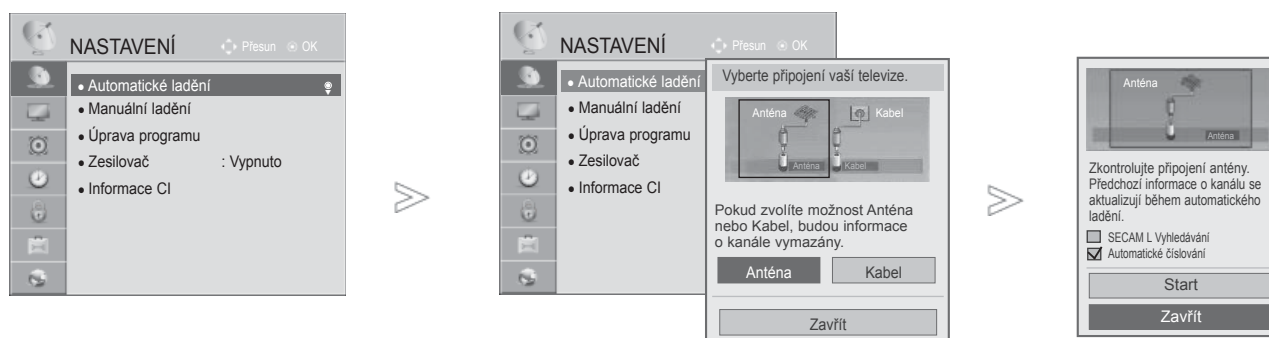 NASTAVENÍ Přesun OK
• Automatické ladění
• Manuální ladění
• Úprava programu
• Zesilovač : Vypnuto
• Informace CI
NASTAVENÍ Přesun OK
• Automatické ladění
• Manuální ladění
• Úprava programu
• Zesilovač
• Informace CI
Vyberte připojení vaší televize.
Anténa Kabel
Anténa Kabel
Pokud zvolíte možnost Anténa
nebo Kabel, budou informace
o kanále vymazány.
Anténa Kabel
Zavřít
Anténa
Anténa
Zkontrolujte připojení antény.
Předchozí informace o kanálu se
aktualizují během automatického
ladění.
SECAM L Vyhledávání
Automatické číslování
Start
Zavřít